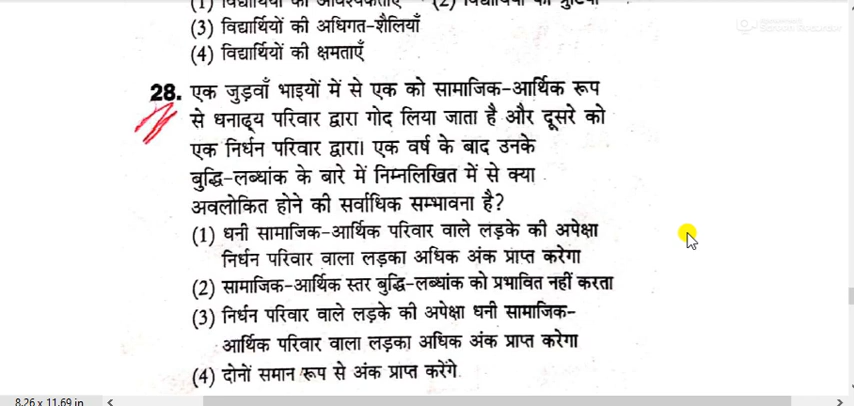 (3) विद्यार्थियों की अधिगत-शैलियाँ
(4) विद्यार्थियों की क्षमताएँ
28. एक जुड़वाँ भाइयों में से एक को सामाजिक-आर्थिक रूप
से धनाढ्य परिवार द्वारा गोद लिया जाता है और दूसरे को
एक निर्धन परिवार द्वारा। एक वर्ष के बाद उनके
बुद्धि-लब्धांक के बारे में निम्नलिखित में से क्या
अवलोकित होने की सर्वाधिक सम्भावना है?
(1) धनी सामाजिक-आर्थिक परिवार वाले लड़के की अपेक्षा
निर्धन परिवार वाला लड़का अधिक अंक प्राप्त करेगा
(2) सामाजिक-आर्थिक स्तर बुद्धि-लब्धांक को प्रभावित नहीं करता
(3) निर्धन परिवार वाले लड़के की अपेक्षा धनी सामाजिक-
आर्थिक परिवार वाला लड़का अधिक अंक प्राप्त करेगा
(4) दोनों समान रूप से अंक प्राप्त करेंगे
8.26 x 11.69 in